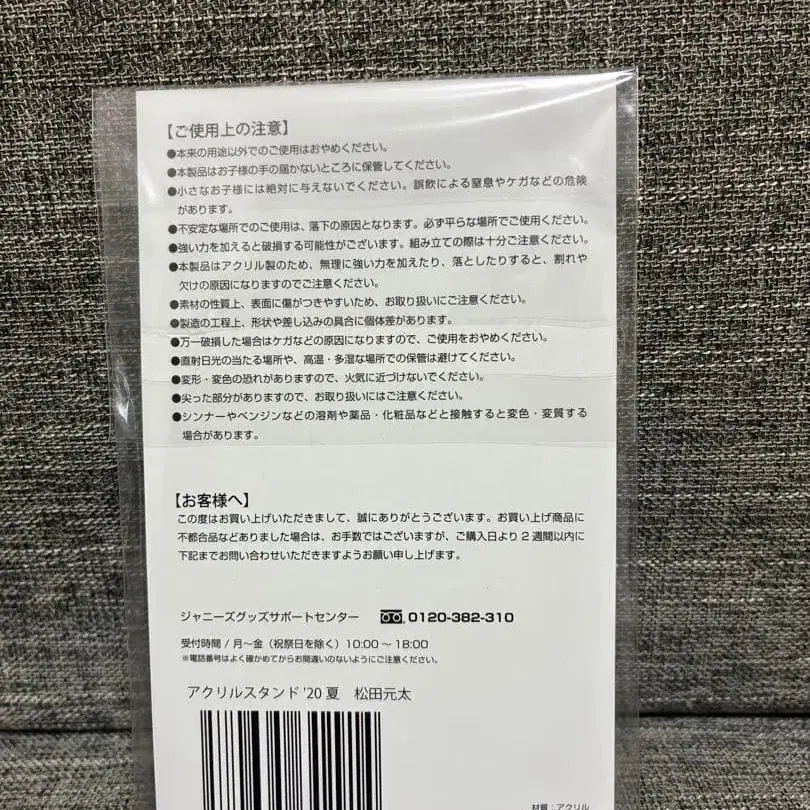 【ご使用上の注意】
●本来の用途以外でのご使用はおやめください。
●本製品はお子様の手の届かないところに保管してください。
●小さなお子様には絶対に与えないでください。誤飲による窒息やケガなどの危険
があります。
●不安定な場所でのご使用は、落下の原因となります。必ず平らな場所でご使用ください。
●強い力を加えると破損する可能性がございます。組み立ての際は十分ご注意ください。
●本製品はアクリル製のため、無理に強い力を加えたり、落としたりすると、割れや
欠けの原因になりますのでご注意ください。
●素材の性質上、表面に傷がつきやすいため、お取り扱いにご注意ください。
●製造の工程上、形状や差し込みの具合に個体差があります。
●万一破損した場合はケガなどの原因になりますので、ご使用をおやめください。
●直射日光の当たる場所や、高温・多湿な場所での保管は避けてください。
●変形・変色の恐れがありますので、火気に近づけないでください。
●尖った部分がありますので、お取り扱いにはご注意ください。
●シンナーやベンジンなどの溶剤や薬品・化粧品などと接触すると変色・変質する
場合があります。
【お客様へ】
この度はお買い上げいただきまして、誠にありがとうございます。お買い上げ商品に
不都合品などありました場合は、お手数ではございますが、ご購入日より2週間以内に
下記までお問い合わせいただきますようお願い申し上げます。
ジャニーズグッズサポートセンター 0120-382-310
受付時間/月〜金(祝祭日を除く)10:00〜18:00
※電話番号はよく確かめてからお間違いのないようにご注意ください。
アクリルスタンド '20 夏 松田元太
材質:アクリル